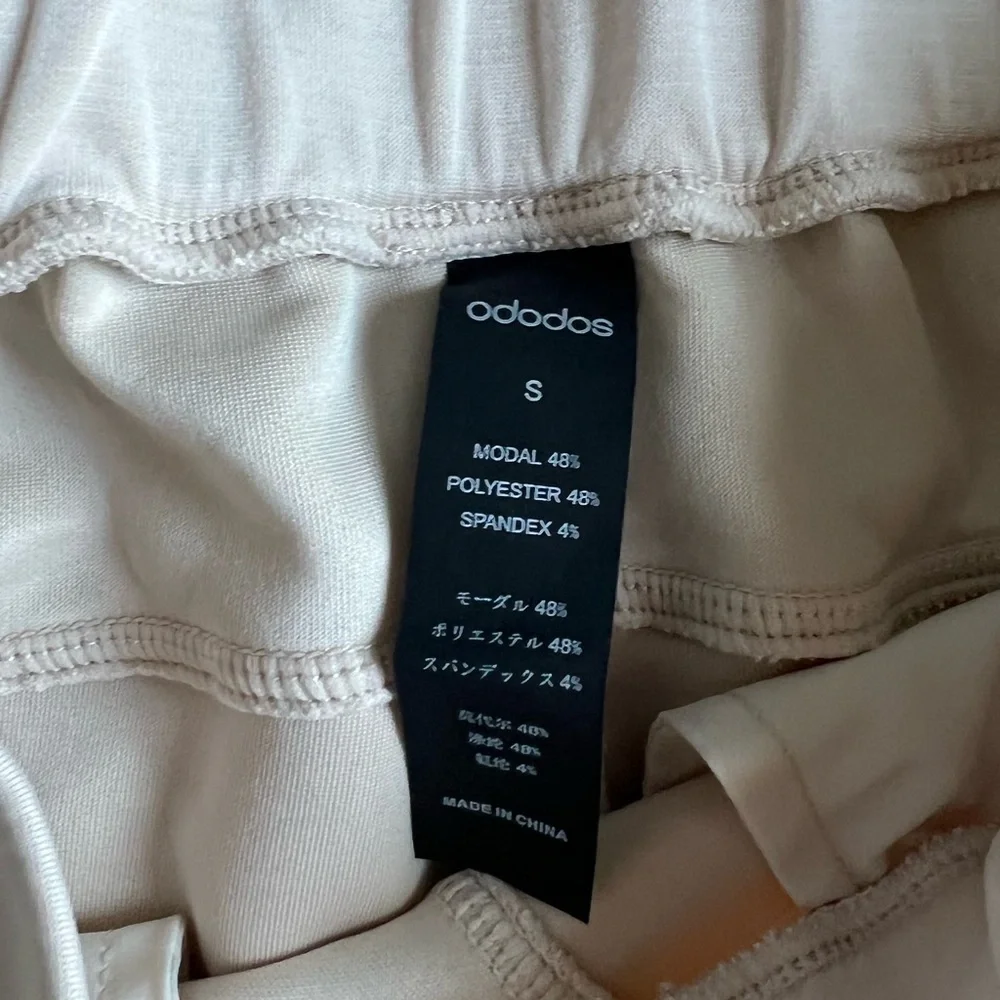 ododos
S
MODAL 48%
POLYESTER 48%
SPANDEX 4%
モーダル 48%
ポリエステル 48%
スパンデックス 4%
莫代尔 48%
涤纶 48%
氨纶 4%
MADE IN CHINA